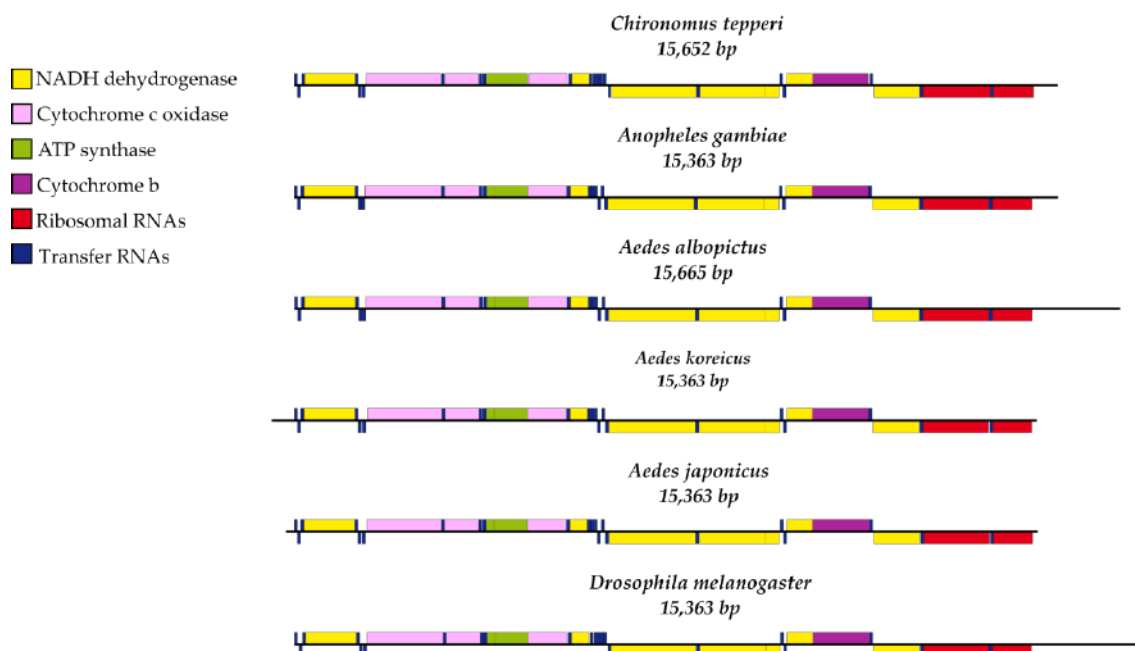 NADH dehydrogenase
Cytochrome c oxidase
ATP synthase
Cytochrome b
Ribosomal RNAs
Transfer RNAs
Chironomus tepperi
15,652 bp
Anopheles gambiae
15,363 bp
Aedes albopictus
15,665 bp
Aedes koreicus
15,363 bp
Aedes japonicus
15,363 bp
Drosophila melanogaster
15,363 bp